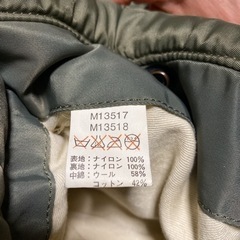 M13517
M13518
表地：ナイロン 100%
裏地：ナイロン 100%
中綿：ウール 58%
コットン 42%